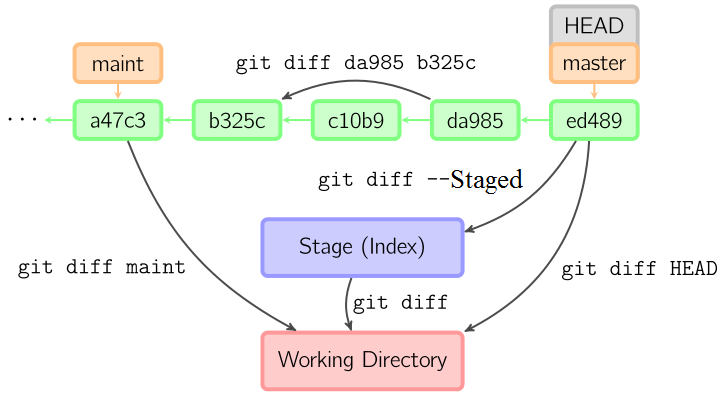 HEAD
maint
git diff da985 b325c
master
...
a47c3
b325c
c10b9
da985
ed489
git diff --Staged
Stage (Index)
git diff maint
git diff HEAD
git diff
Working Directory